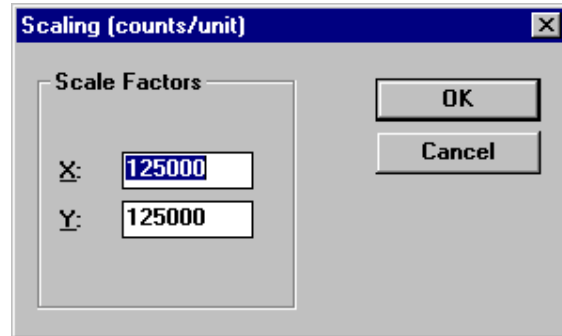 Scaling (counts/unit)
Scale Factors
X: 125000
Y: 125000
OK
Cancel